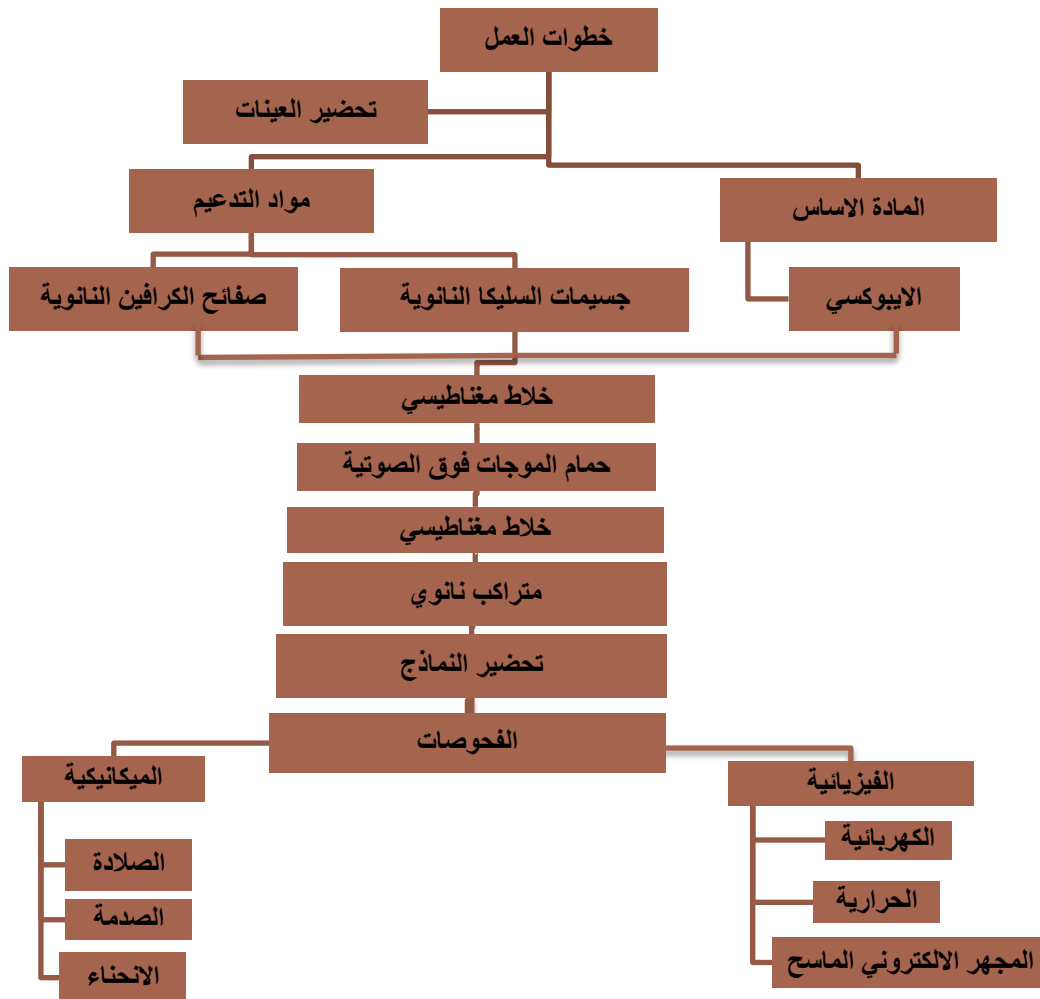 خطوات العمل
تحضير العينات
المادة الاساس
مواد التدعيم
الايبوكسي
جسيمات السليكا النانوية
صفائح الكرافين النانوية
خلاط مغناطيسي
حمام الموجات فوق الصوتية
خلاط مغناطيسي
متراكب نانوي
تحضير النماذج
الفحوصات
الفيزيائية
الميكانيكية
الكهربائية
الصلادة
الحرارية
الصدمة
المجهر الالكتروني الماسح
الانحناء